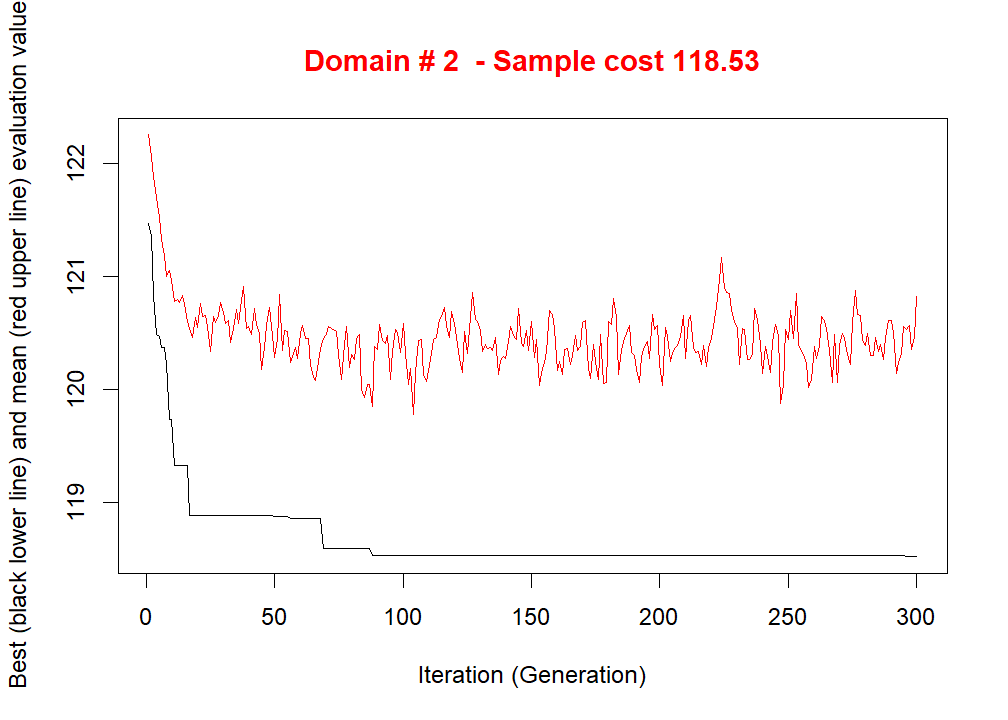 Domain # 2  - Sample cost 118.53
Best (black lower line) and mean (red upper line) evaluation value
122
121
120
119
0 50 100 150 200 250 300
Iteration (Generation)